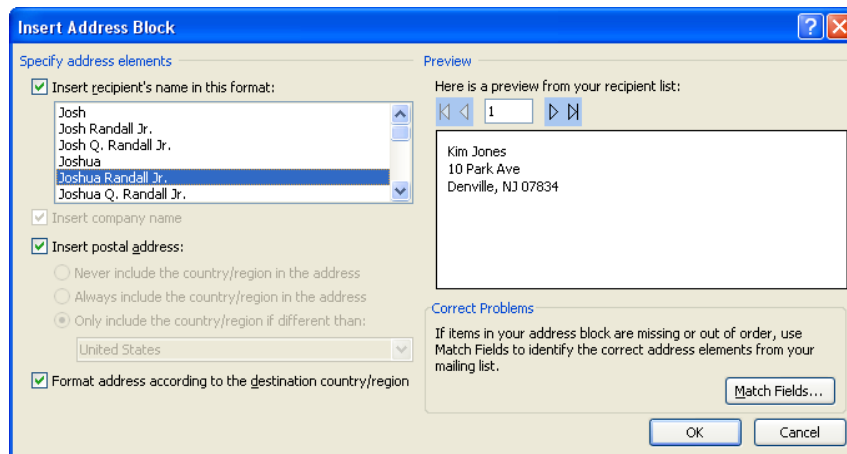 Insert Address Block
Specify address elements
Insert recipient's name in this format:
Josh
Josh Randall Jr.
Josh Q. Randall Jr.
Joshua
Joshua Randall Jr.
Joshua Q. Randall Jr.
Insert company name
Insert postal address:
Never include the country/region in the address
Always include the country/region in the address
Only include the country/region if different than:
United States
Format address according to the destination country/region
Preview
Here is a preview from your recipient list:
1
Kim Jones
10 Park Ave
Denville, NJ 07834
Correct Problems
If items in your address block are missing or out of order, use
Match Fields to identify the correct address elements from your
mailing list.
Match Fields...
OK
Cancel